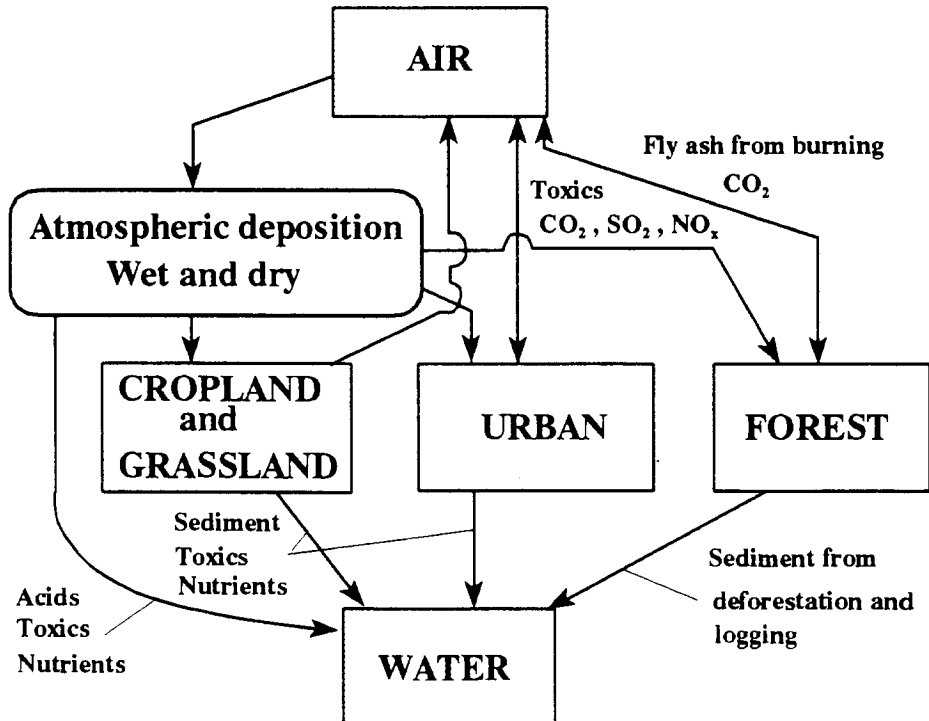 AIR
Fly ash from burning
CO₂
Toxics
CO₂ , SO₂ , NOₓ
Atmospheric deposition
Wet and dry
CROPLAND
and
GRASSLAND
URBAN
FOREST
Sediment
Toxics
Nutrients
Sediment from
deforestation and
logging
Acids
Toxics
Nutrients
WATER